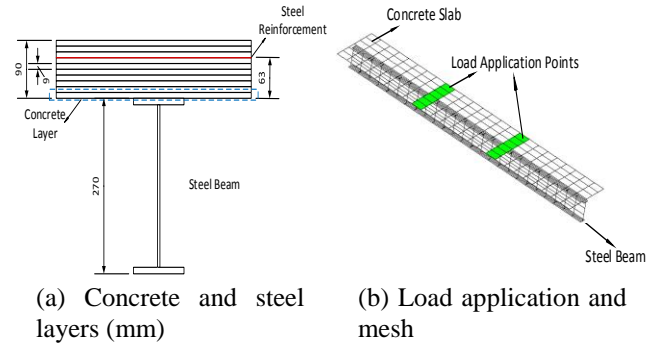 Steel
Reinforcement
90
9
63
Concrete
Layer
270
Steel Beam
(a) Concrete and steel
layers (mm)
Concrete Slab
Load Application Points
Steel Beam
(b) Load application and
mesh